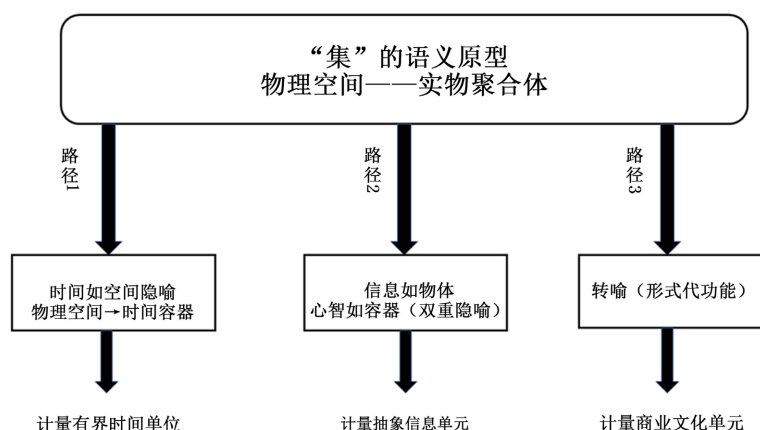 “集”的语义原型
物理空间——实物聚合体
路径1
路径2
路径3
时间如空间隐喻
物理空间→时间容器
信息如物体
心智如容器（双重隐喻）
转喻（形式代功能）
计量有界时间单位
计量抽象信息单元
计量商业文化单元